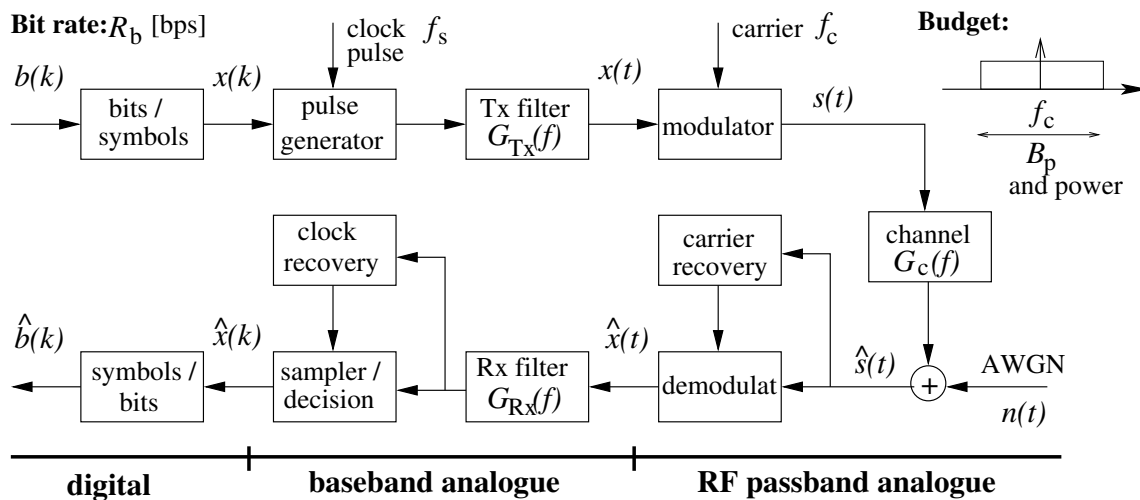 Bit rate: R_b [bps]
clock f_s
pulse
carrier f_c
Budget:
b(k)
x(k)
x(t)
s(t)
bits /
symbols
pulse
generator
Tx filter
G_Tx(f)
modulator
f_c
B_p
and power
clock
recovery
carrier
recovery
channel
G_c(f)
b̂(k)
x̂(k)
x̂(t)
ŝ(t)
AWGN
n(t)
symbols /
bits
sampler /
decision
Rx filter
G_Rx(f)
demodulat
+
digital
baseband analogue
RF passband analogue